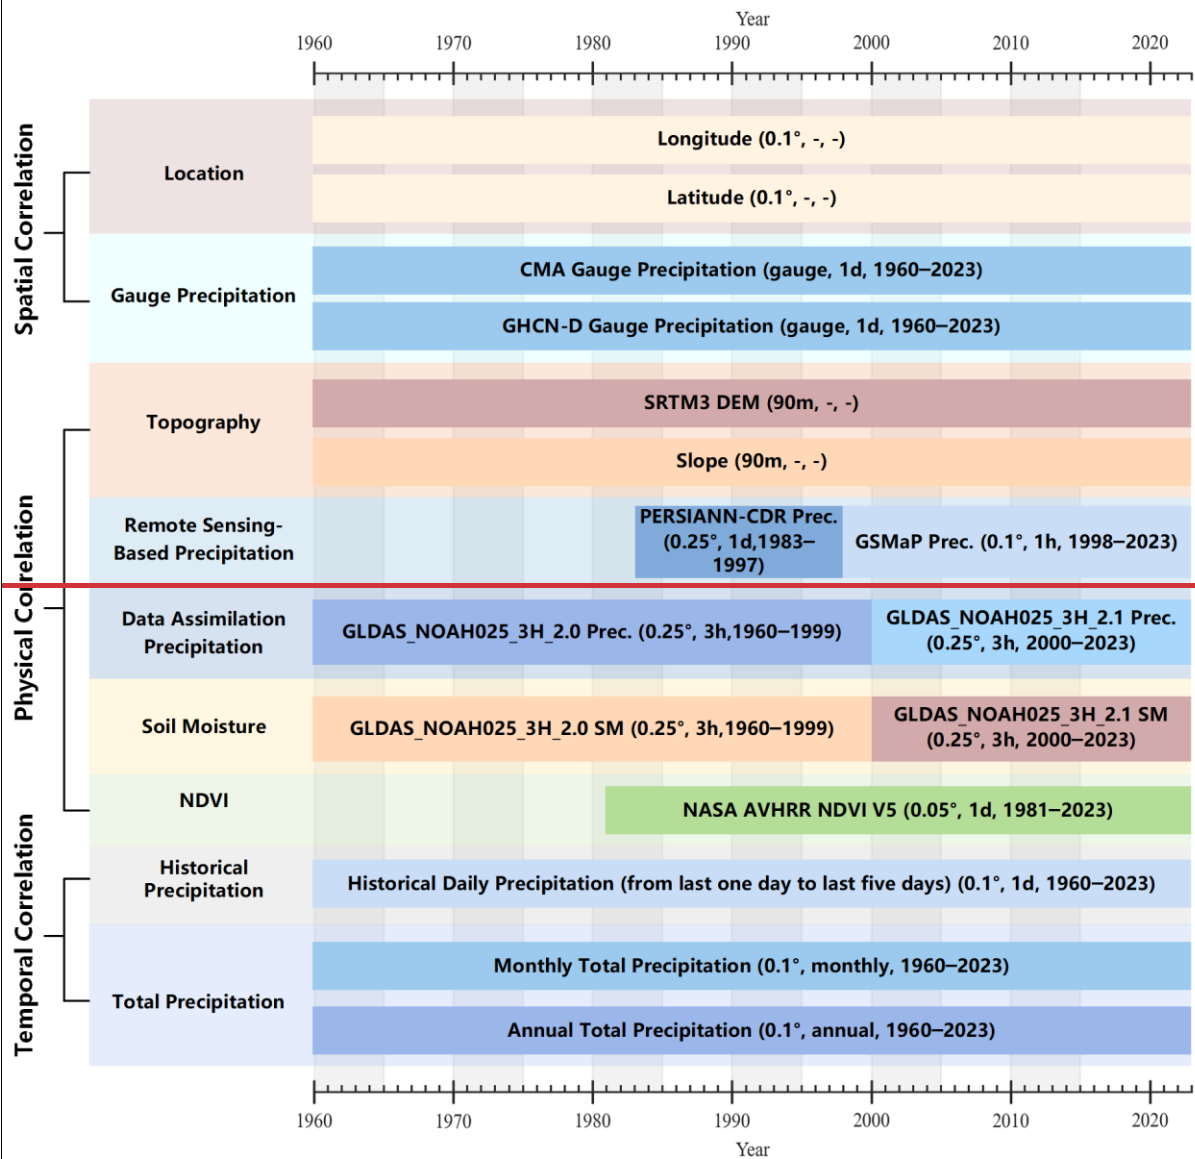 Year
1960 1970 1980 1990 2000 2010 2020
Spatial Correlation
Location
Longitude (0.1°, -, -)
Latitude (0.1°, -, -)
Gauge Precipitation
CMA Gauge Precipitation (gauge, 1d, 1960–2023)
GHCN-D Gauge Precipitation (gauge, 1d, 1960–2023)
Physical Correlation
Topography
SRTM3 DEM (90m, -, -)
Slope (90m, -, -)
Remote Sensing-
Based Precipitation
PERSIANN-CDR Prec.
(0.25°, 1d,1983–
1997)
GSMaP Prec. (0.1°, 1h, 1998–2023)
Data Assimilation
Precipitation
GLDAS_NOAH025_3H_2.0 Prec. (0.25°, 3h,1960–1999)
GLDAS_NOAH025_3H_2.1 Prec.
(0.25°, 3h, 2000–2023)
Soil Moisture
GLDAS_NOAH025_3H_2.0 SM (0.25°, 3h,1960–1999)
GLDAS_NOAH025_3H_2.1 SM
(0.25°, 3h, 2000–2023)
NDVI
NASA AVHRR NDVI V5 (0.05°, 1d, 1981–2023)
Temporal Correlation
Historical
Precipitation
Historical Daily Precipitation (from last one day to last five days) (0.1°, 1d, 1960–2023)
Total Precipitation
Monthly Total Precipitation (0.1°, monthly, 1960–2023)
Annual Total Precipitation (0.1°, annual, 1960–2023)
1960 1970 1980 1990 2000 2010 2020
Year